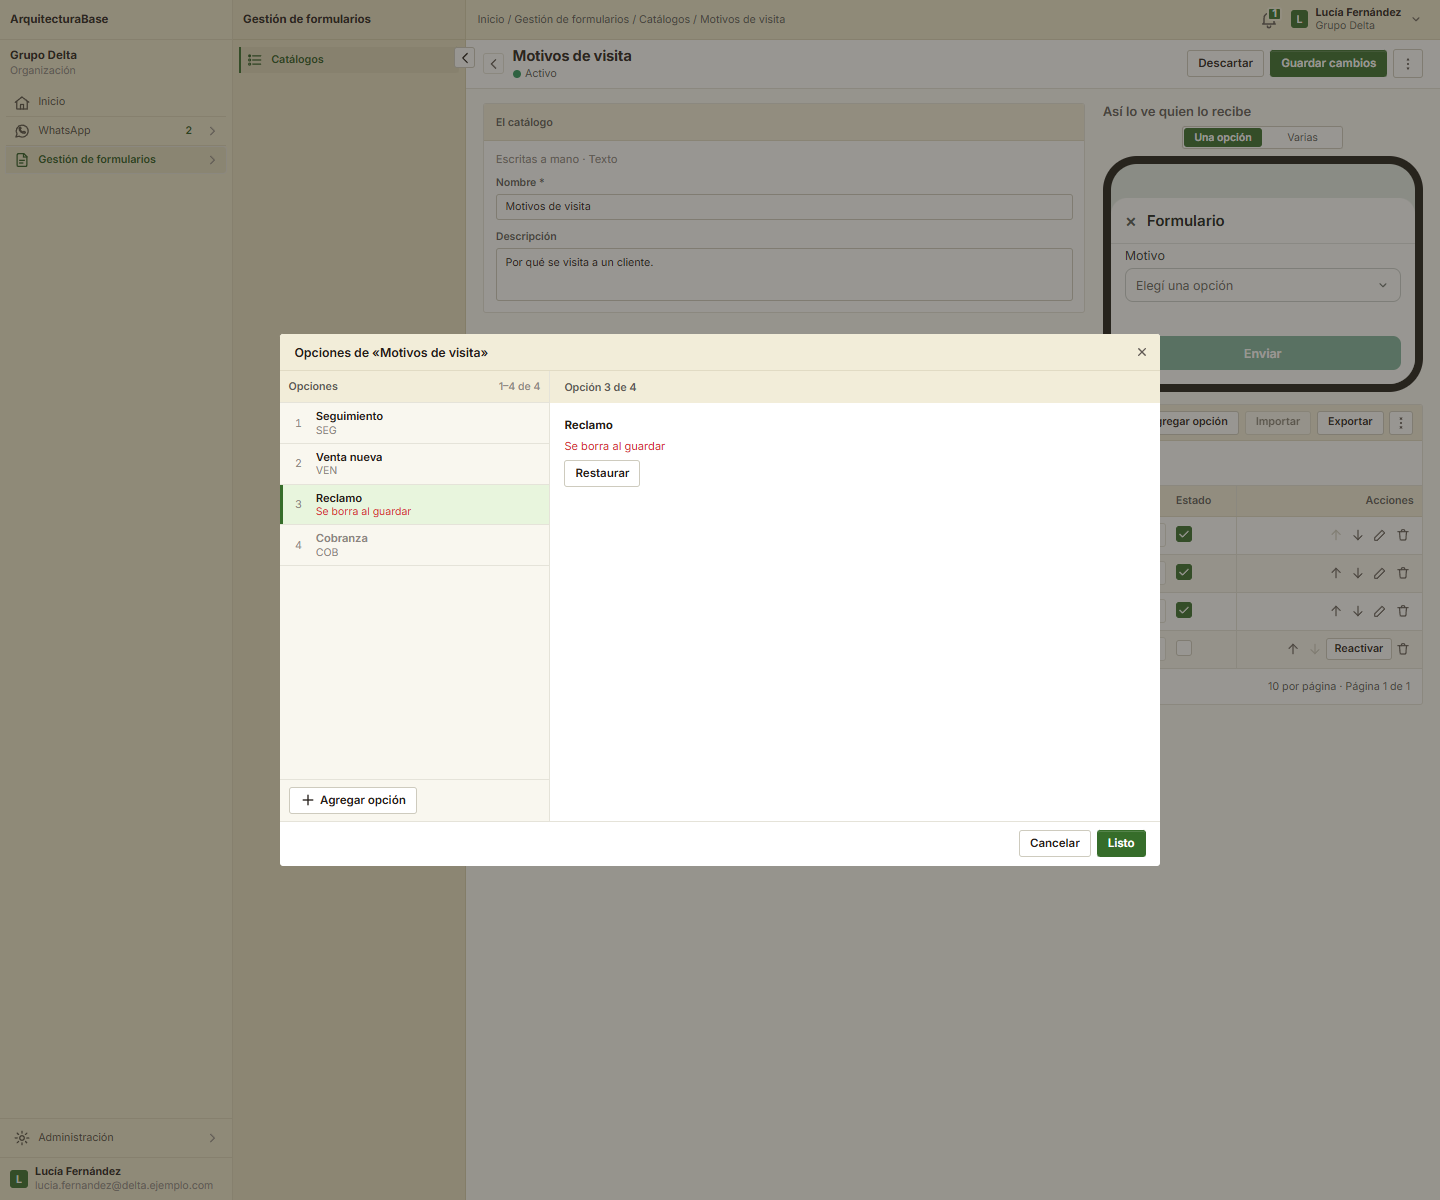 ArquitecturaBase
Grupo Delta
Organización
Inicio
WhatsApp 2
Gestión de formularios
Administración
L Lucía Fernández
lucia.fernandez@delta.ejemplo.com
Gestión de formularios
Catálogos
Inicio / Gestión de formularios / Catálogos / Motivos de visita
1
L Lucía Fernández
Grupo Delta
Motivos de visita
Activo
Descartar
Guardar cambios
El catálogo
Escritas a mano · Texto
Nombre *
Motivos de visita
Descripción
Por qué se visita a un cliente.
Así lo ve quien lo recibe
Una opción Varias
Formulario
Motivo
Elegí una opción
Enviar
gregar opción Importar Exportar
Estado Acciones
Reactivar
10 por página · Página 1 de 1
Opciones de «Motivos de visita»
Opciones 1–4 de 4
1 Seguimiento
SEG
2 Venta nueva
VEN
3 Reclamo
Se borra al guardar
4 Cobranza
COB
Agregar opción
Opción 3 de 4
Reclamo
Se borra al guardar
Restaurar
Cancelar Listo